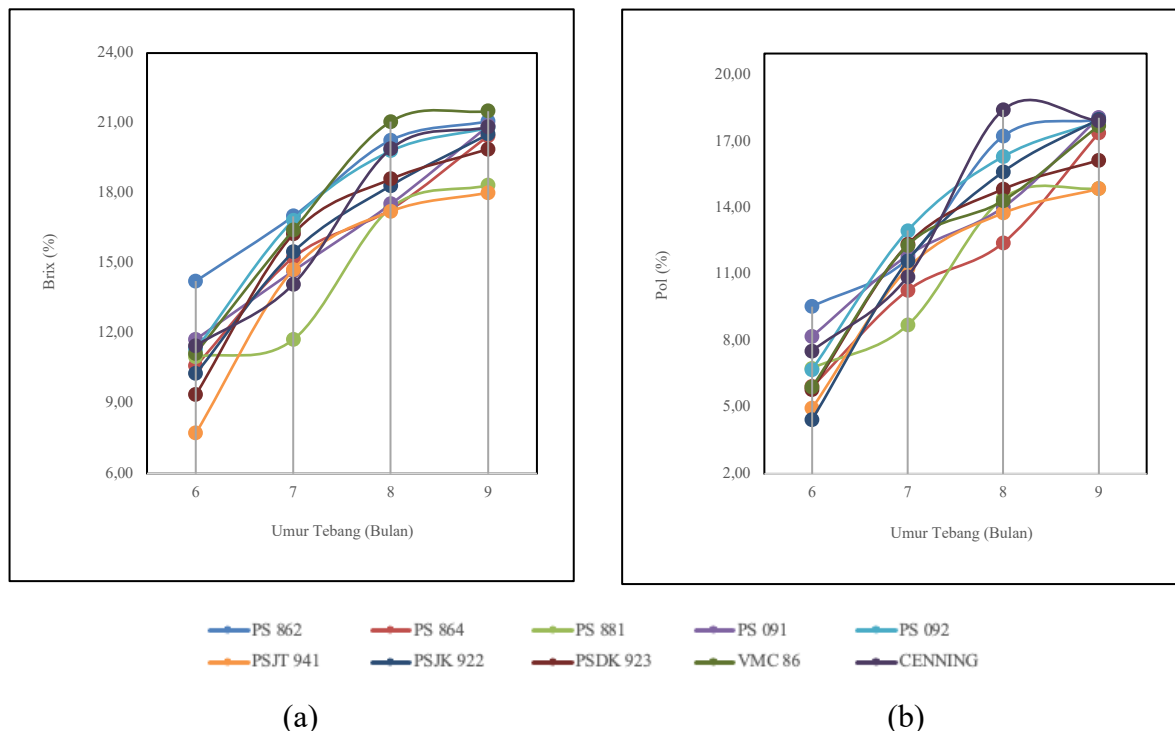 24,00
21,00
18,00
15,00
12,00
9,00
6,00
Brix (%)
6 7 8 9
Umur Tebang (Bulan)
20,00
17,00
14,00
11,00
8,00
5,00
2,00
Pol (%)
6 7 8 9
Umur Tebang (Bulan)
PS 862 PS 864 PS 881 PS 091 PS 092
PSJT 941 PSJK 922 PSDK 923 VMC 86 CENNING
(a) (b)